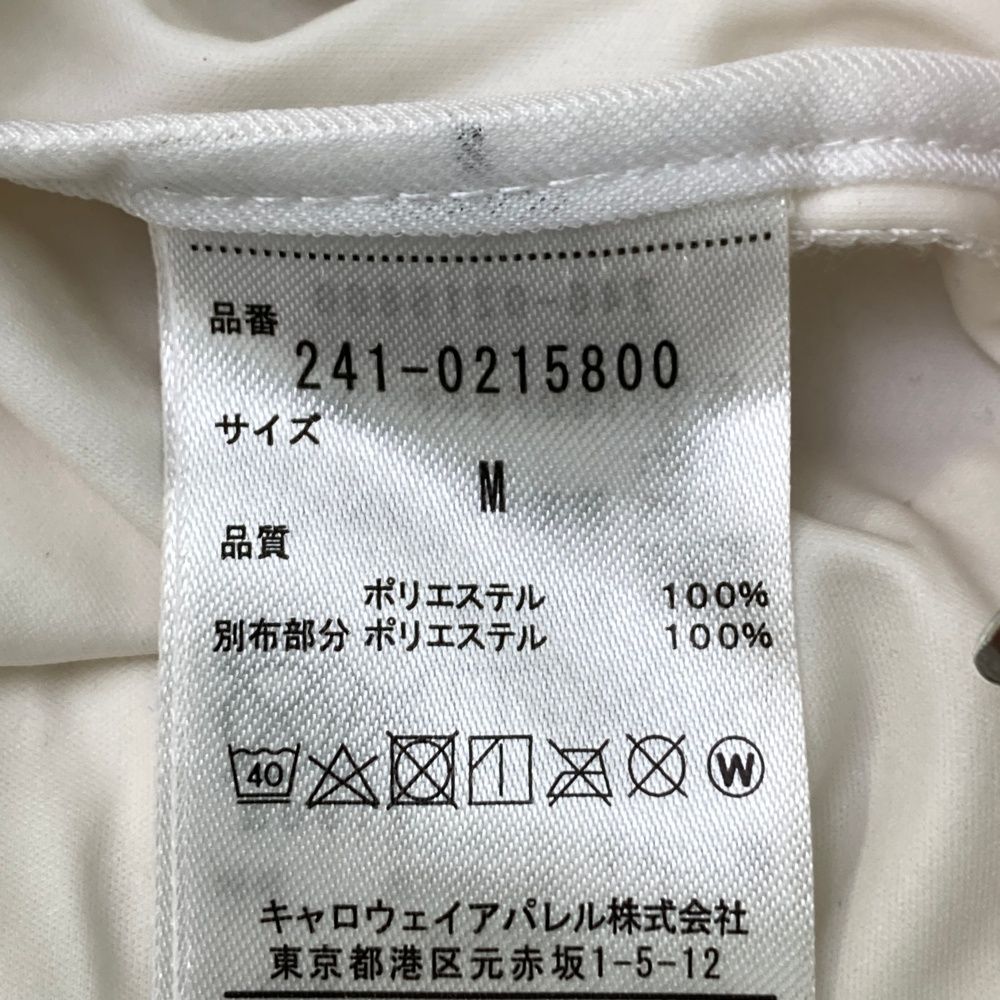 品番
241-0215800
サイズ
M
品質
ポリエステル 100%
別布部分 ポリエステル 100%
40 W
キャロウェイアパレル株式会社
東京都港区元赤坂1-5-12